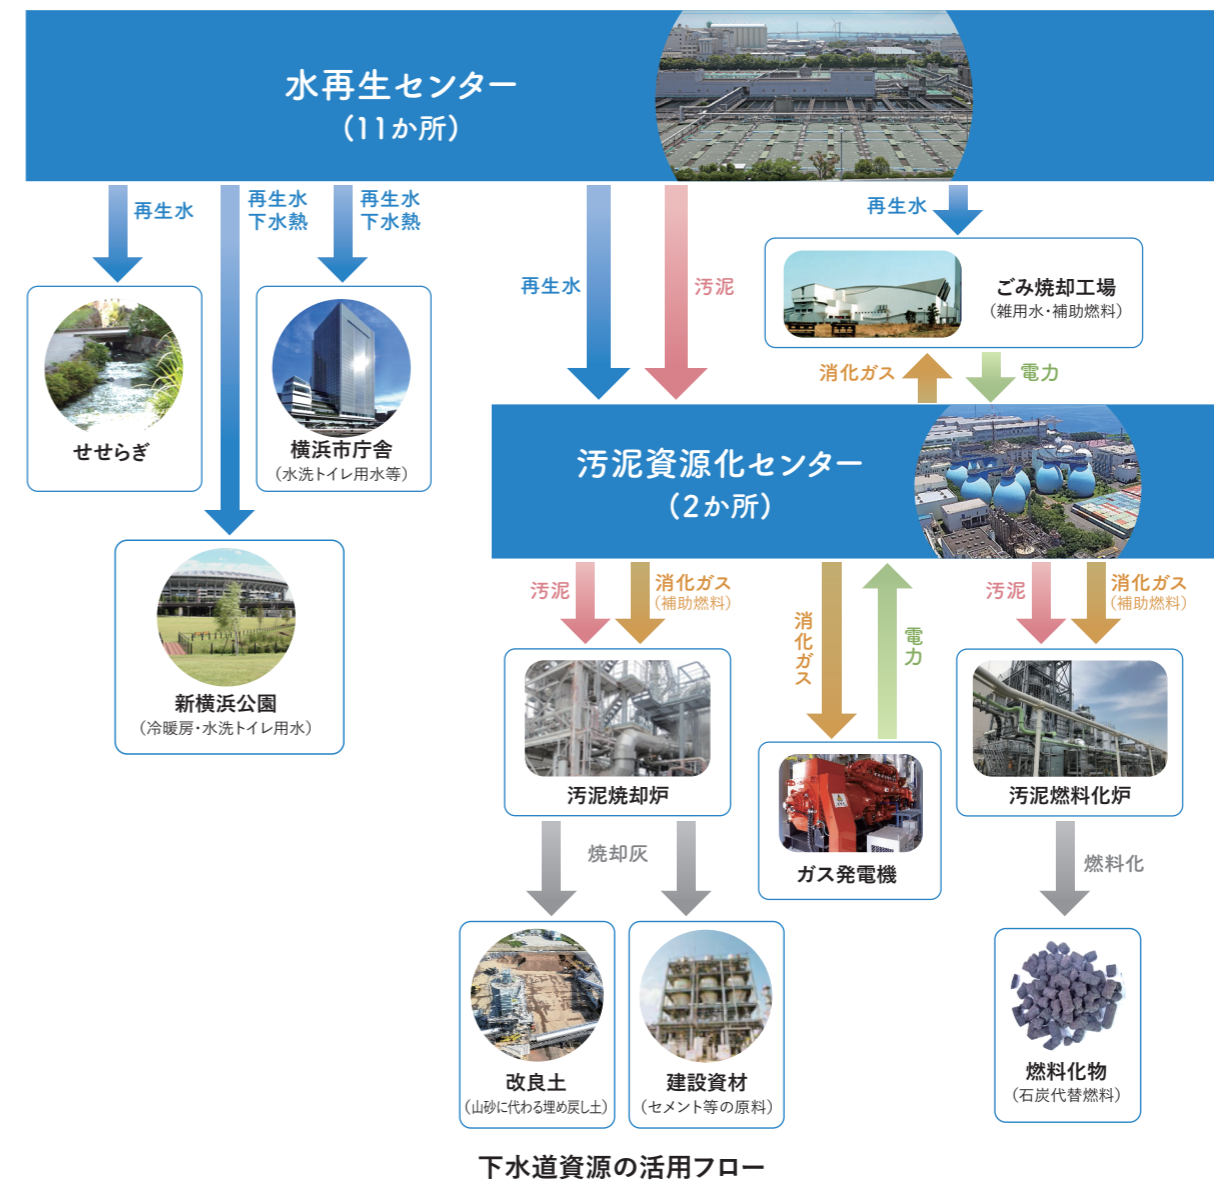 水再生センター
（11か所）
再生水
再生水
下水熱
再生水
下水熱
再生水
汚泥
再生水
せせらぎ
横浜市庁舎
（水洗トイレ用水等）
新横浜公園
（冷暖房・水洗トイレ用水）
ごみ焼却工場
（雑用水・補助燃料）
消化ガス
電力
汚泥資源化センター
（2か所）
汚泥
消化ガス
（補助燃料）
消化ガス
電力
汚泥
消化ガス
（補助燃料）
汚泥焼却炉
ガス発電機
汚泥燃料化炉
焼却灰
燃料化
改良土
（山砂に代わる埋め戻し土）
建設資材
（セメント等の原料）
燃料化物
（石炭代替燃料）
下水道資源の活用フロー